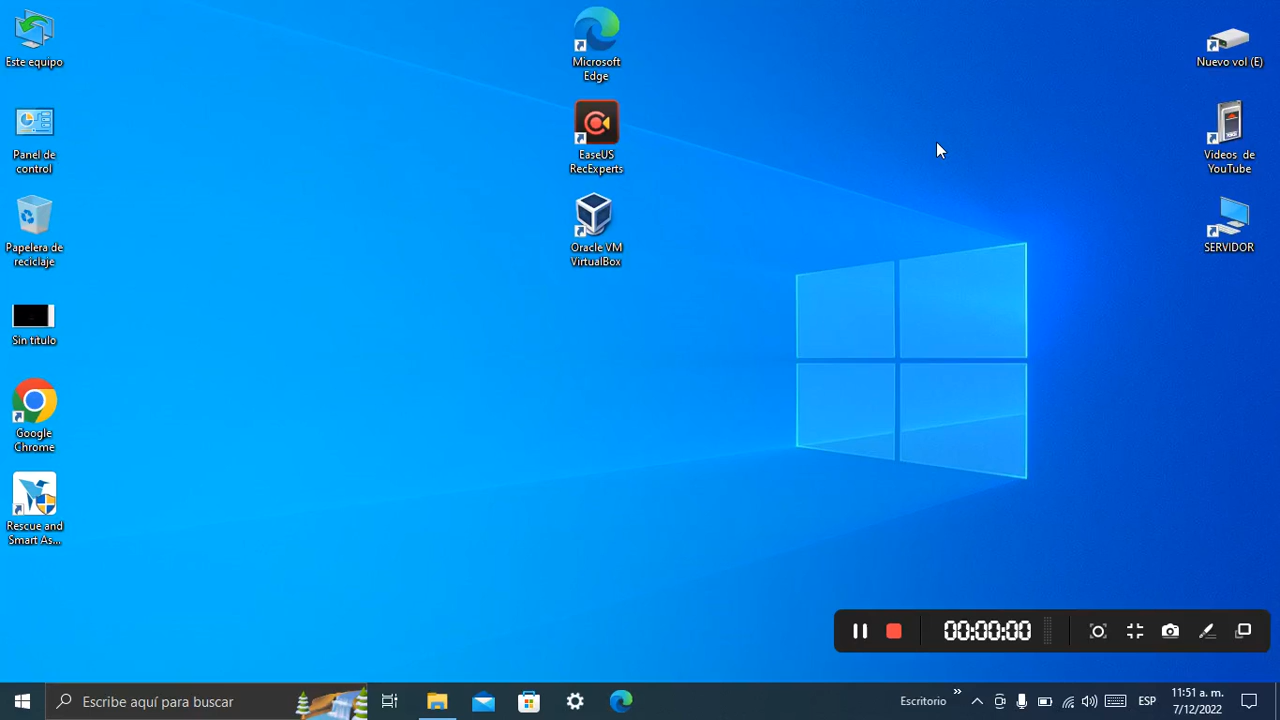 Este equipo
Panel de
control
Papelera de
reciclaje
Sin titulo
Google
Chrome
Rescue and
Smart As...
Microsoft
Edge
EaseUS
RecExperts
Oracle VM
VirtualBox
Nuevo vol (E)
Videos de
YouTube
SERVIDOR
00:00:00
Escribe aquí para buscar
Escritorio
»
ESP
11:51 a. m.
7/12/2022